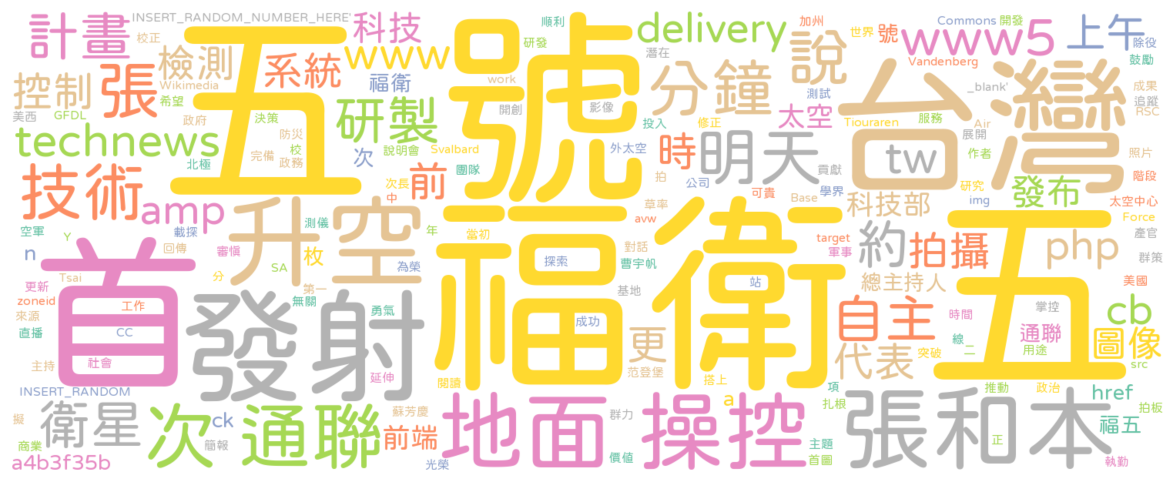 INSERT_RANDOM_NUMBER_HERE'
計畫
校正
科技
www
順利
研發
號
delivery
加州
世界
號
Commons
開發
上午
除役
鼓勵
www5
Vandenberg
五
檢測
系統
Wikimedia
張
控制
希望
美西
GFDL
政府
福衛
work
開創
影像
潛在
分鐘
說
測試
台灣
_blank'
成果
追蹤
RSC
technews
決策
防災
校
完備
政務
北極
研製
說明會
次
Svalbard
投入
修正
太空
外太空
Tiouraren
服務
Air
展開
作者
tw
照片
技術
amp
前
團隊
次長
中
時
明天
貢獻
拍
公司
可貴
學界
研究
img
發布
階段
太空中心
空軍
載探
測儀
升空
年
當初
草率
avw
Base
科技部
Force
產官
n
Y
回傳
審慎
枚
為榮
福衛
探索
對話
曹宇帆
target
軍事
約
拍攝
php
群策
首
Tsai
分
SA
第一
站
基地
總主持人
五
美國
更新
zoneid
工作
無關
發射
勇氣
成功
自主
時間
掌控
cb
來源
直播
CC
更
線
通聯
圖像
主持
社會
延伸
閱讀
范登堡
代表
二
突破
用途
src
INSERT_RANDOM
搭上
項
推動
政治
href
擬
衛星
ck
蘇芳慶
群力
a
扎根
拍板
商業
次
簡報
通聯
前端
地面
操控
主題
張和本
正
福五
a4b3f35b
光榮
價值
首圖
執勤